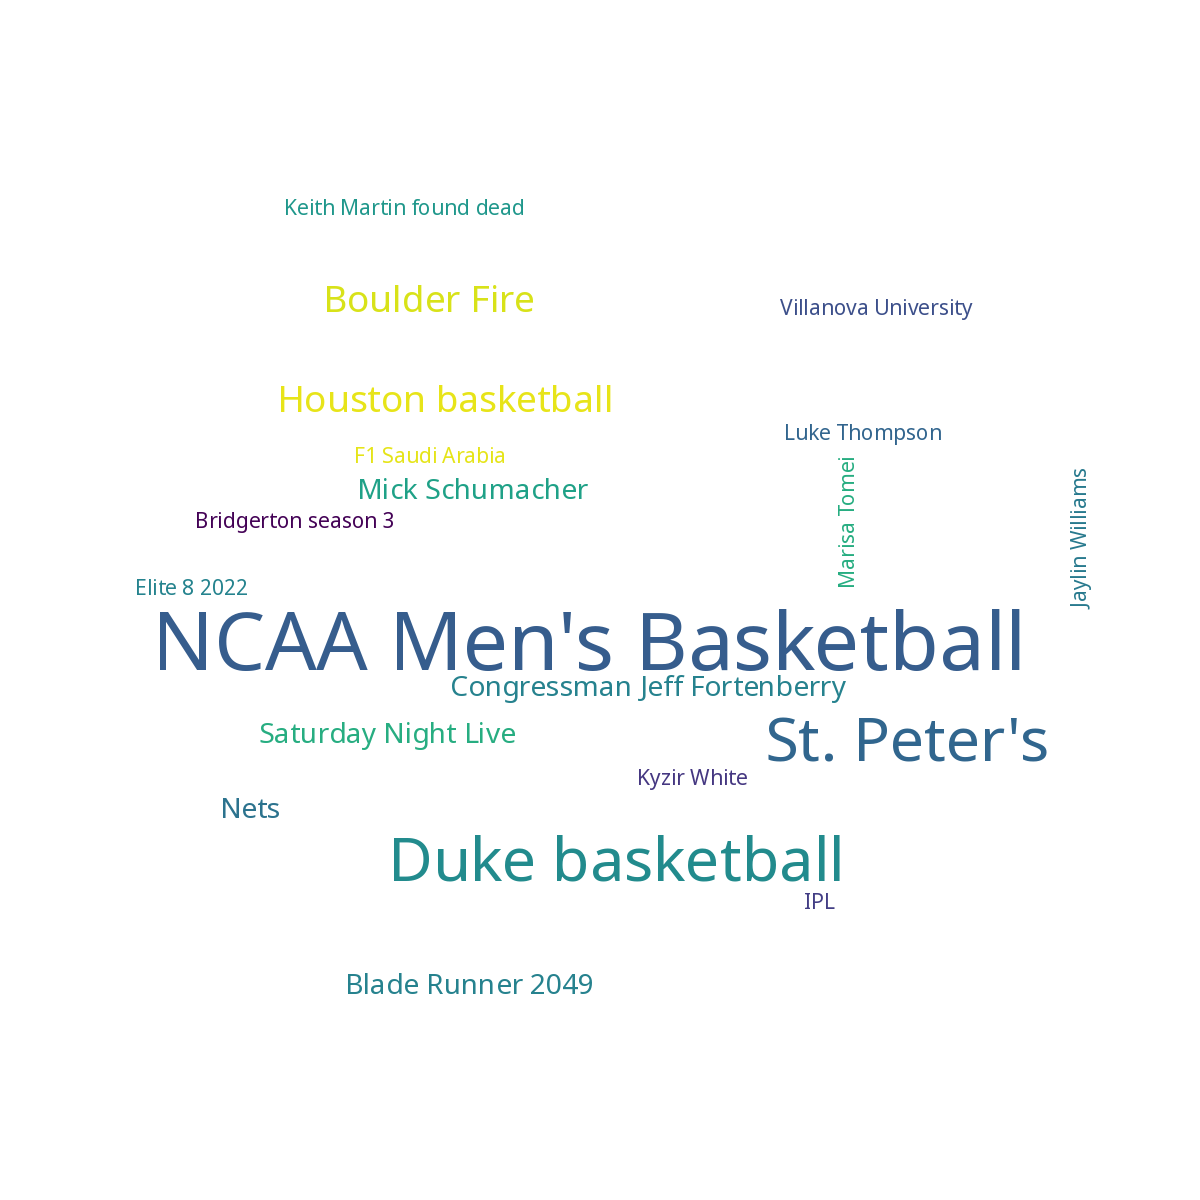 Keith Martin found dead
Boulder Fire
Villanova University
Houston basketball
Luke Thompson
F1 Saudi Arabia
Mick Schumacher
Marisa Tomei
Jaylin Williams
Bridgerton season 3
Elite 8 2022
NCAA Men's Basketball
Congressman Jeff Fortenberry
Saturday Night Live
St. Peter's
Kyzir White
Nets
Duke basketball
IPL
Blade Runner 2049